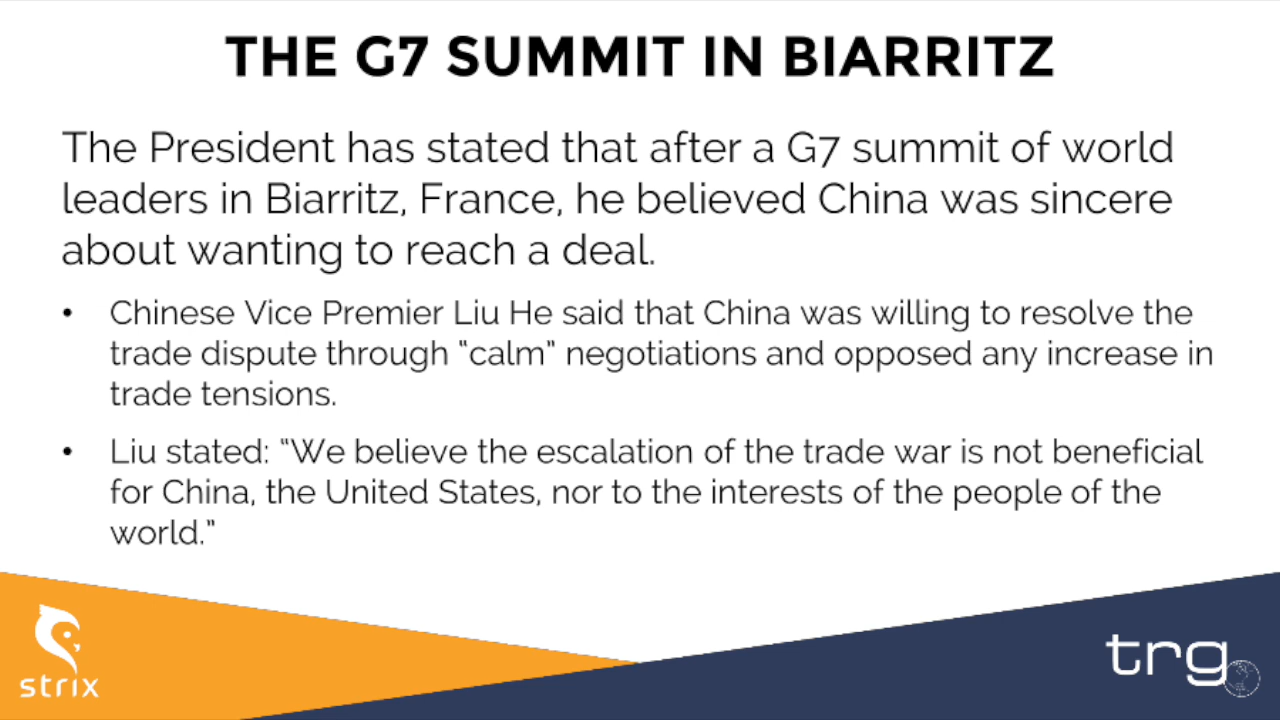 THE G7 SUMMIT IN BIARRITZ
The President has stated that after a G7 summit of world
leaders in Biarritz, France, he believed China was sincere
about wanting to reach a deal.
• Chinese Vice Premier Liu He said that China was willing to resolve the
trade dispute through “calm” negotiations and opposed any increase in
trade tensions.
• Liu stated: “We believe the escalation of the trade war is not beneficial
for China, the United States, nor to the interests of the people of the
world.”
strix
trg